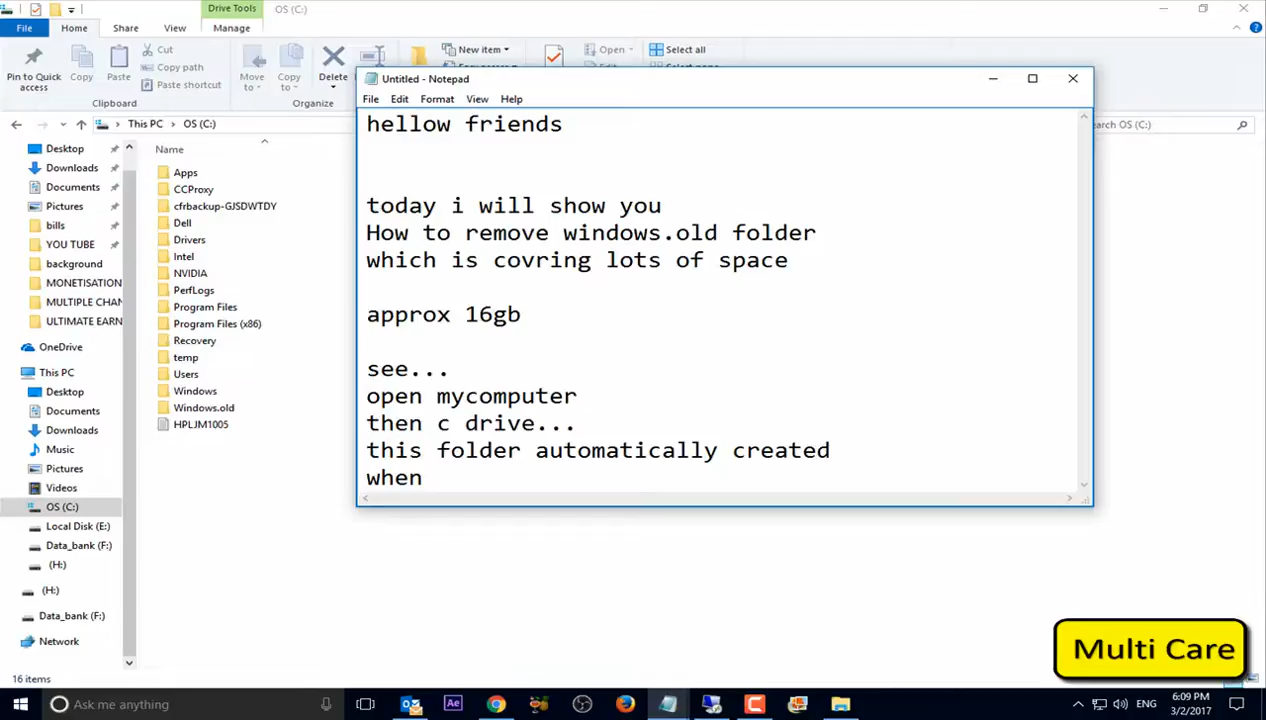 Drive Tools
OS (C:)
File
Home
Share
View
Manage
Pin to Quick access
Copy
Paste
Cut
Copy path
Paste shortcut
Clipboard
Move to
Copy to
Delete
Organize
New item
Open
Select all
This PC
OS (C:)
earch OS (C:)
Desktop
Downloads
Documents
Pictures
bills
YOU TUBE
background
MONETISATION
MULTIPLE CHAN
ULTIMATE EARN
OneDrive
This PC
Desktop
Documents
Downloads
Music
Pictures
Videos
OS (C:)
Local Disk (E:)
Data_bank (F:)
(H:)
(H:)
Data_bank (F:)
Network
16 items
Name
Apps
CCProxy
cfrbackup-GJSDWTDY
Dell
Drivers
Intel
NVIDIA
PerfLogs
Program Files
Program Files (x86)
Recovery
temp
Users
Windows
Windows.old
HPLJM1005
Untitled - Notepad
File Edit Format View Help
hellow friends
today i will show you
How to remove windows.old folder
which is covring lots of space
approx 16gb
see...
open mycomputer
then c drive...
this folder automatically created
when
Multi Care
Ask me anything
Ae
ENG
6:09 PM
3/2/2017